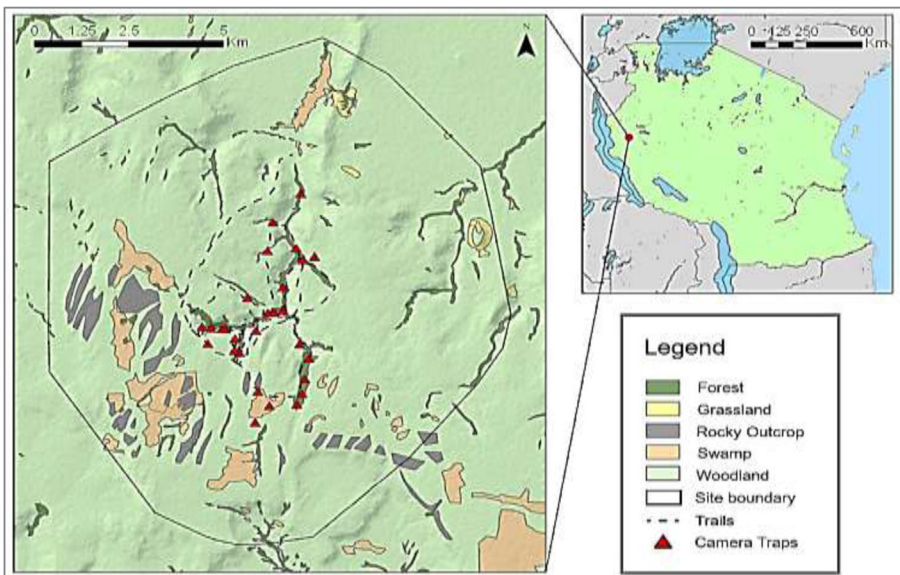 0 1.25 2.5 5
Km
N
0 125 250 500
Km
Legend
Forest
Grassland
Rocky Outcrop
Swamp
Woodland
Site boundary
Trails
Camera Traps